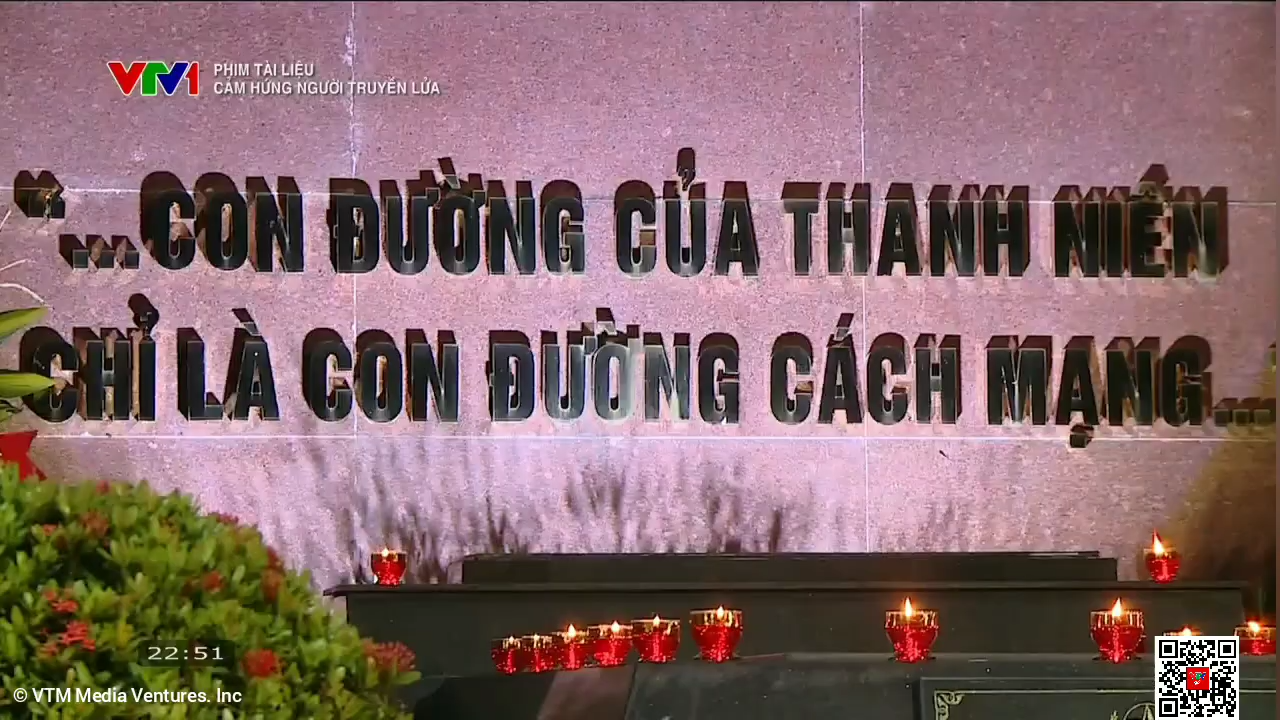 VTV1
PHIM TÀI LIỆU
CẢM HỨNG NGƯỜI TRUYỀN LỬA
“...CON ĐƯỜNG CỦA THANH NIÊN
CHỈ LÀ CON ĐƯỜNG CÁCH MẠNG...
22:51
© VTM Media Ventures. Inc